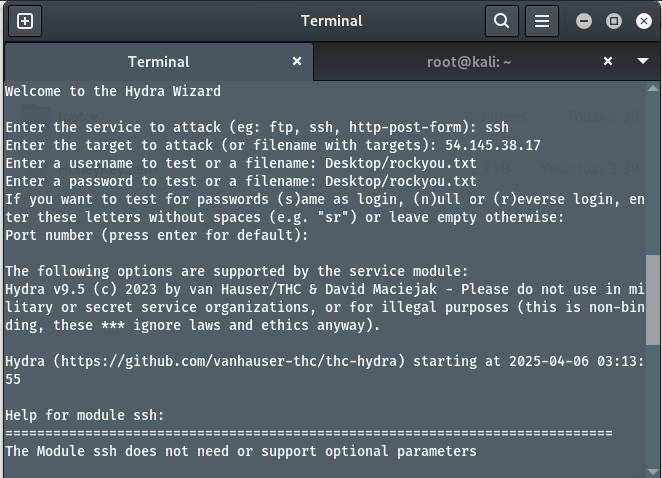 Terminal
Terminal
root@kali: ~
Welcome to the Hydra Wizard
Enter the service to attack (eg: ftp, ssh, http-post-form): ssh
Enter the target to attack (or filename with targets): 54.145.38.17
Enter a username to test or a filename: Desktop/rockyou.txt
Enter a password to test or a filename: Desktop/rockyou.txt
If you want to test for passwords (s)ame as login, (n)ull or (r)everse login, en
ter these letters without spaces (e.g. "sr") or leave empty otherwise:
Port number (press enter for default):
The following options are supported by the service module:
Hydra v9.5 (c) 2023 by van Hauser/THC & David Maciejak - Please do not use in mi
litary or secret service organizations, or for illegal purposes (this is non-bin
ding, these *** ignore laws and ethics anyway).
Hydra (https://github.com/vanhauser-thc/thc-hydra) starting at 2025-04-06 03:13:
55
Help for module ssh:
============================================================================
The Module ssh does not need or support optional parameters